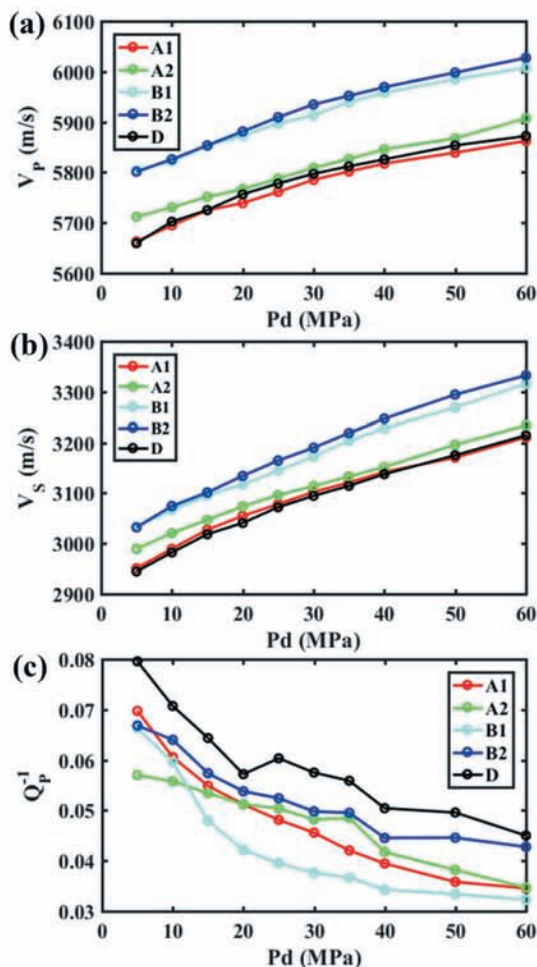 (a)
6100
6000
5900
5800
5700
5600
V_P (m/s)
A1
A2
B1
B2
D
0 10 20 30 40 50 60
Pd (MPa)
(b)
3400
3300
3200
3100
3000
2900
V_S (m/s)
A1
A2
B1
B2
D
0 10 20 30 40 50 60
Pd (MPa)
(c)
0.08
0.07
0.06
0.05
0.04
0.03
Q_P^-1
A1
A2
B1
B2
D
0 10 20 30 40 50 60
Pd (MPa)